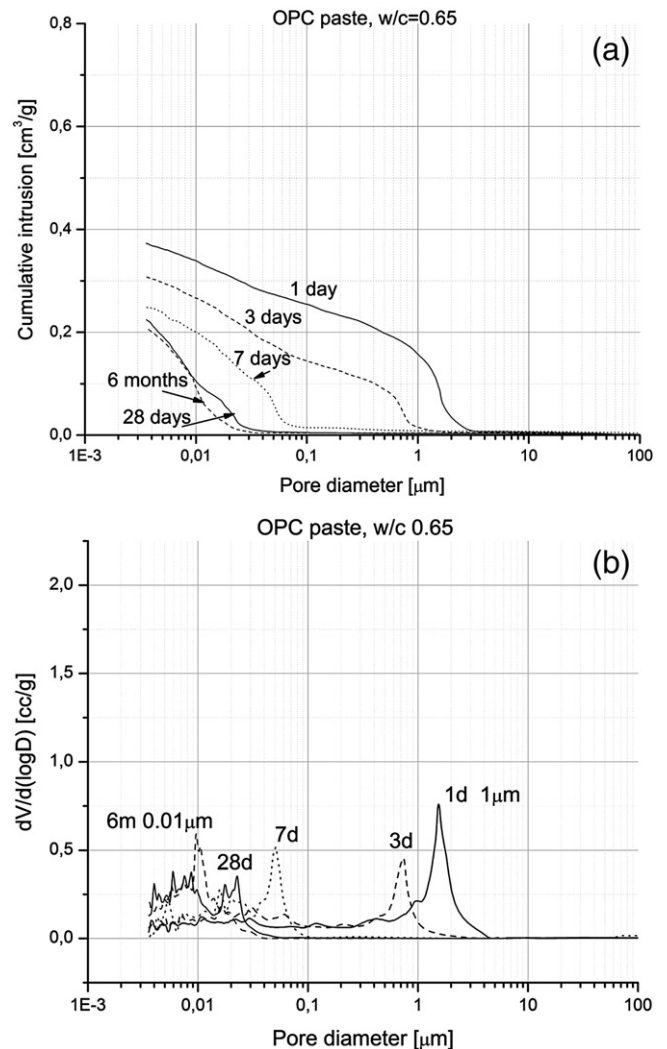 OPC paste, w/c=0.65
(a)
Cumulative intrusion [cm³/g]
0,8
0,6
0,4
0,2
0,0
1 day
3 days
7 days
6 months
28 days
1E-3
0,01
0,1
1
10
100
Pore diameter [μm]
OPC paste, w/c 0.65
(b)
dV/d(logD) [cc/g]
2,0
1,5
1,0
0,5
0,0
6m 0.01μm
28d
7d
3d
1d 1μm
1E-3
0,01
0,1
1
10
100
Pore diameter [μm]